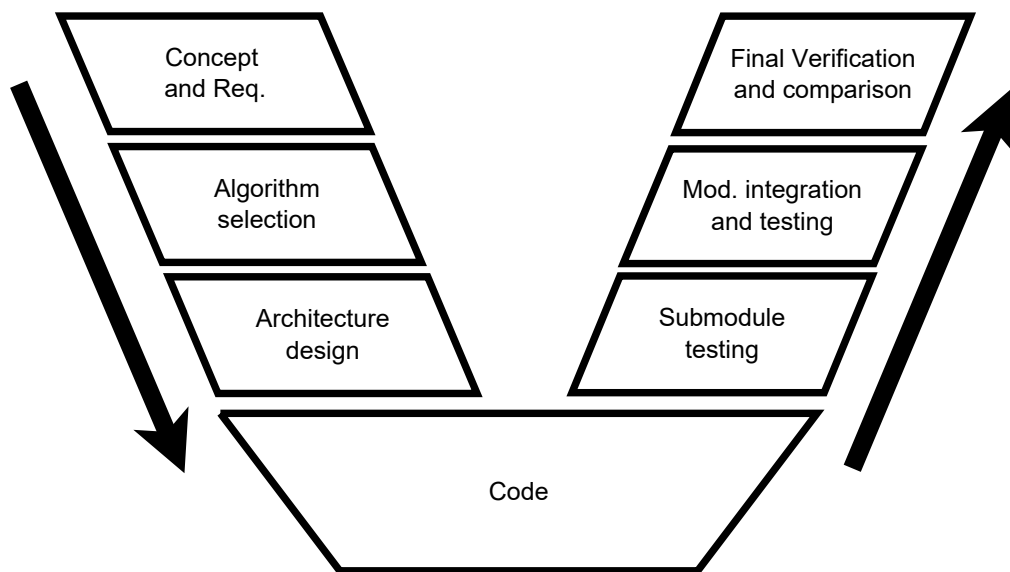 Concept
and Req.
Algorithm
selection
Architecture
design
Code
Submodule
testing
Mod. integration
and testing
Final Verification
and comparison